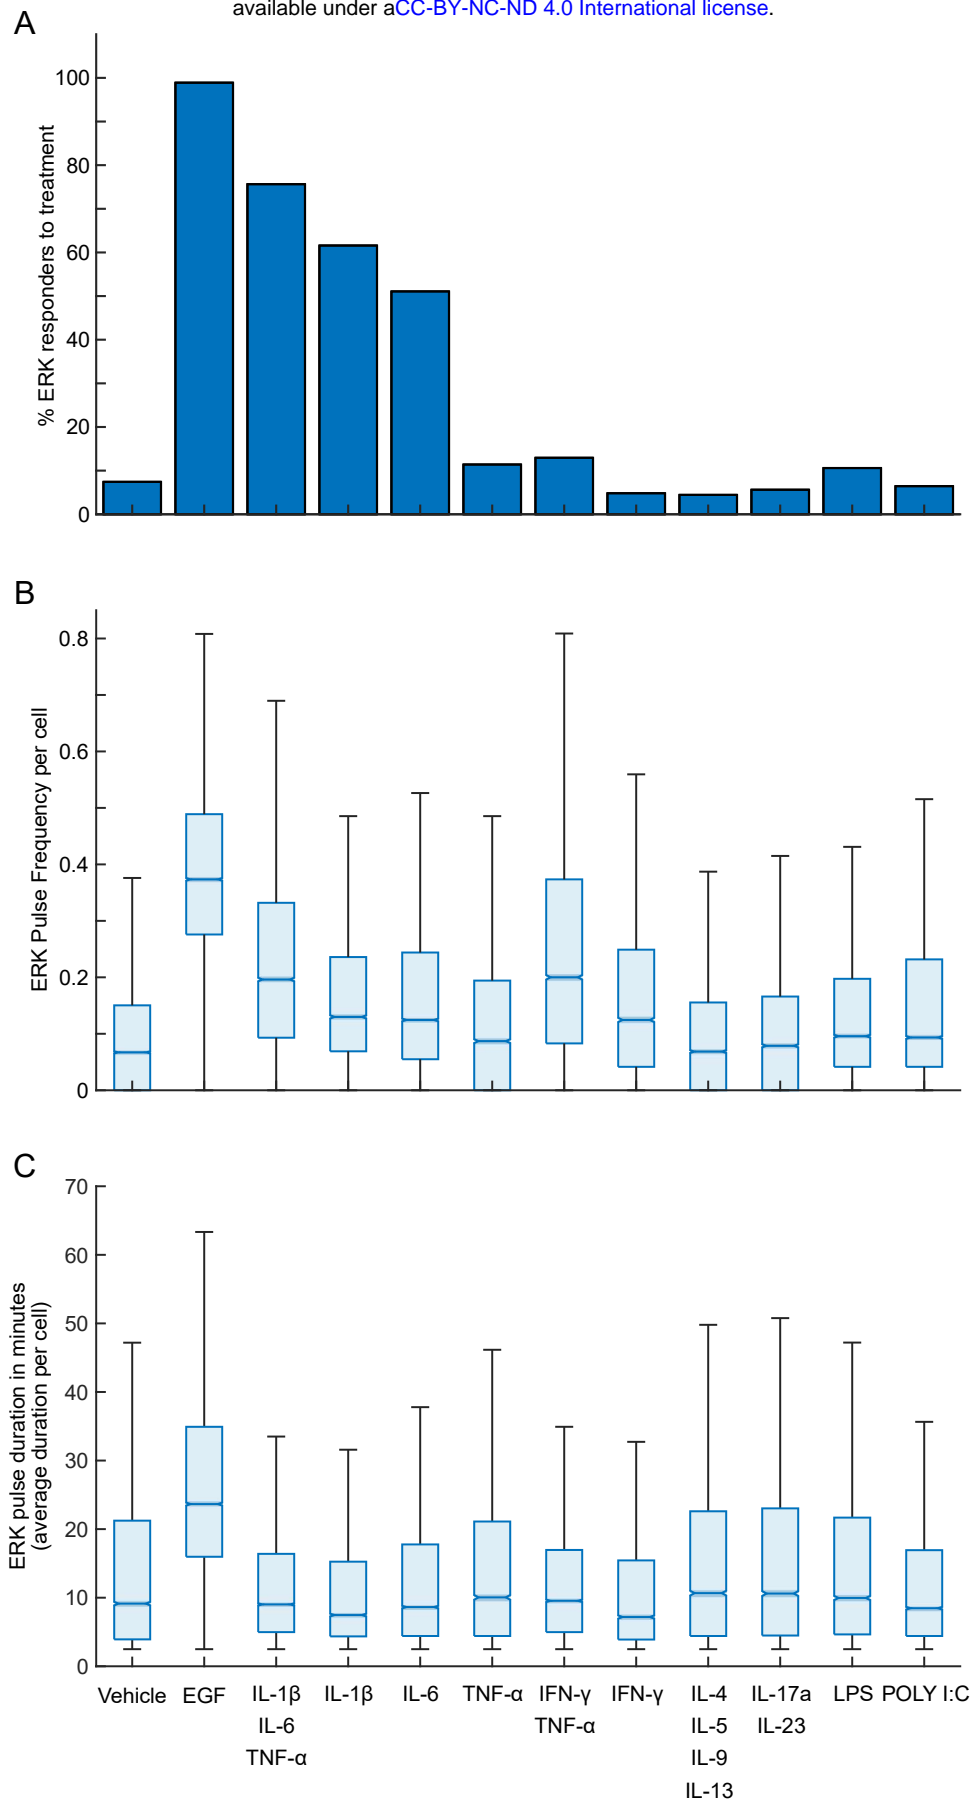 available under aCC-BY-NC-ND 4.0 International license.
A
% ERK responders to treatment
100
80
60
40
20
0
B
ERK Pulse Frequency per cell
0.8
0.6
0.4
0.2
0
C
ERK pulse duration in minutes
(average duration per cell)
70
60
50
40
30
20
10
0
Vehicle EGF IL-1β IL-1β IL-6 TNF-α IFN-γ IFN-γ IL-4 IL-17a LPS POLY I:C
IL-6 TNF-α IL-5 IL-23
TNF-α IL-9
IL-13